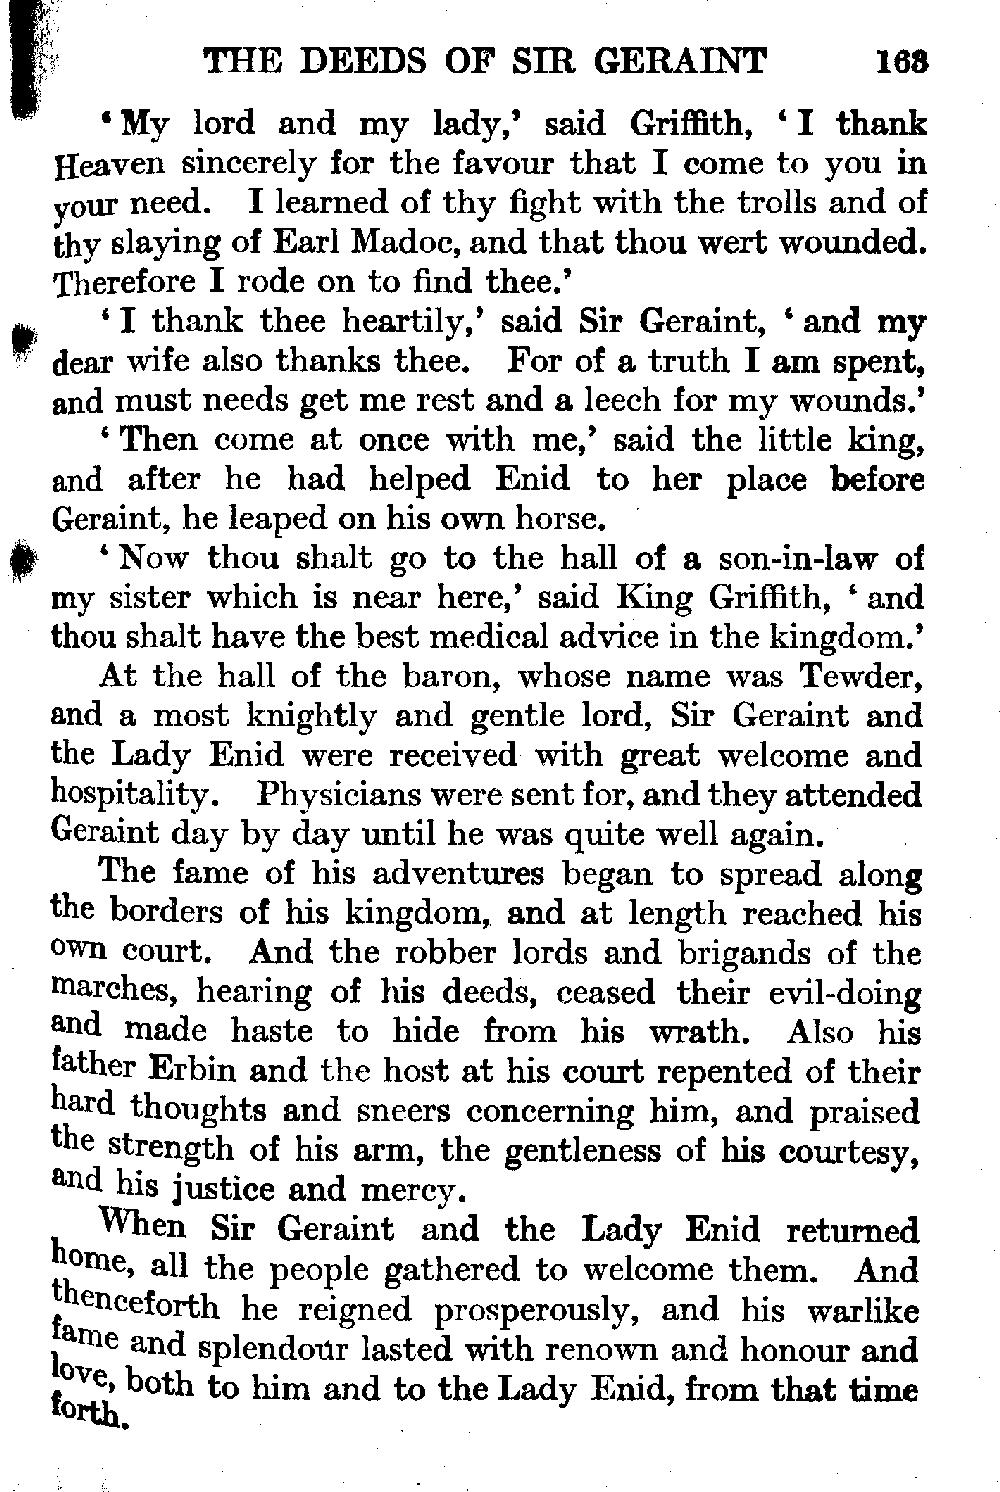 THE DEEDS OF SIR GERAINT 163
‘ My lord and my lady,’ said Griffith, ‘ I thank
Heaven sincerely for the favour that I come to you in
your need. I learned of thy fight with the trolls and of
thy slaying of Earl Madoc, and that thou wert wounded.
Therefore I rode on to find thee.’
‘ I thank thee heartily,’ said Sir Geraint, ‘ and my
dear wife also thanks thee. For of a truth I am spent,
and must needs get me rest and a leech for my wounds.’
‘ Then come at once with me,’ said the little king,
and after he had helped Enid to her place before
Geraint, he leaped on his own horse.
‘ Now thou shalt go to the hall of a son-in-law of
my sister which is near here,’ said King Griffith, ‘ and
thou shalt have the best medical advice in the kingdom.’
At the hall of the baron, whose name was Tewder,
and a most knightly and gentle lord, Sir Geraint and
the Lady Enid were received with great welcome and
hospitality. Physicians were sent for, and they attended
Geraint day by day until he was quite well again.
The fame of his adventures began to spread along
the borders of his kingdom, and at length reached his
own court. And the robber lords and brigands of the
marches, hearing of his deeds, ceased their evil-doing
and made haste to hide from his wrath. Also his
father Erbin and the host at his court repented of their
hard thoughts and sneers concerning him, and praised
the strength of his arm, the gentleness of his courtesy,
and his justice and mercy.
When Sir Geraint and the Lady Enid returned
home, all the people gathered to welcome them. And
thenceforth he reigned prosperously, and his warlike
fame and splendour lasted with renown and honour and
love, both to him and to the Lady Enid, from that time
forth.